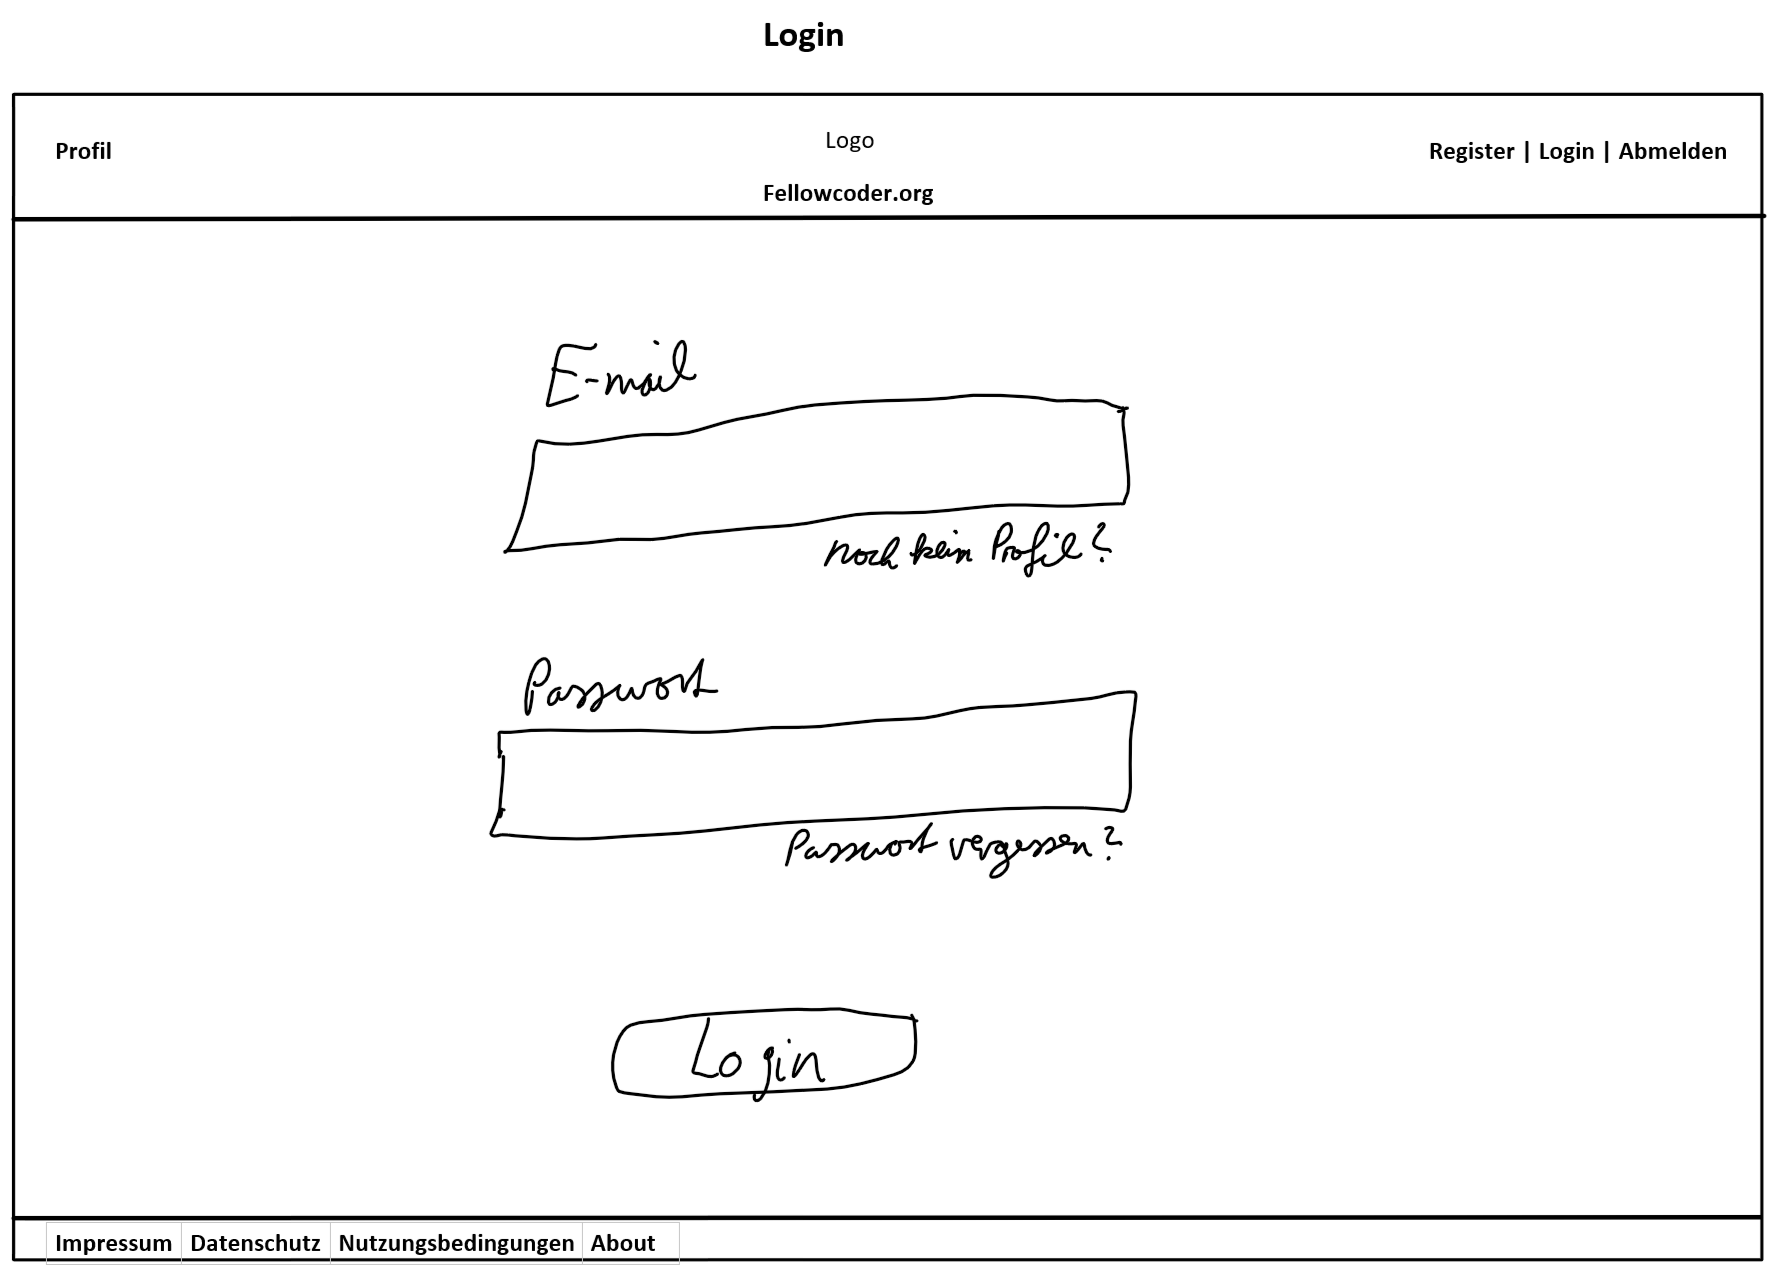 Login
Profil
Logo
Register | Login | Abmelden
Fellowcoder.org
E-mail
Noch kein Profil?
Passwort
Passwort vergessen?
Login
Impressum Datenschutz Nutzungsbedingungen About